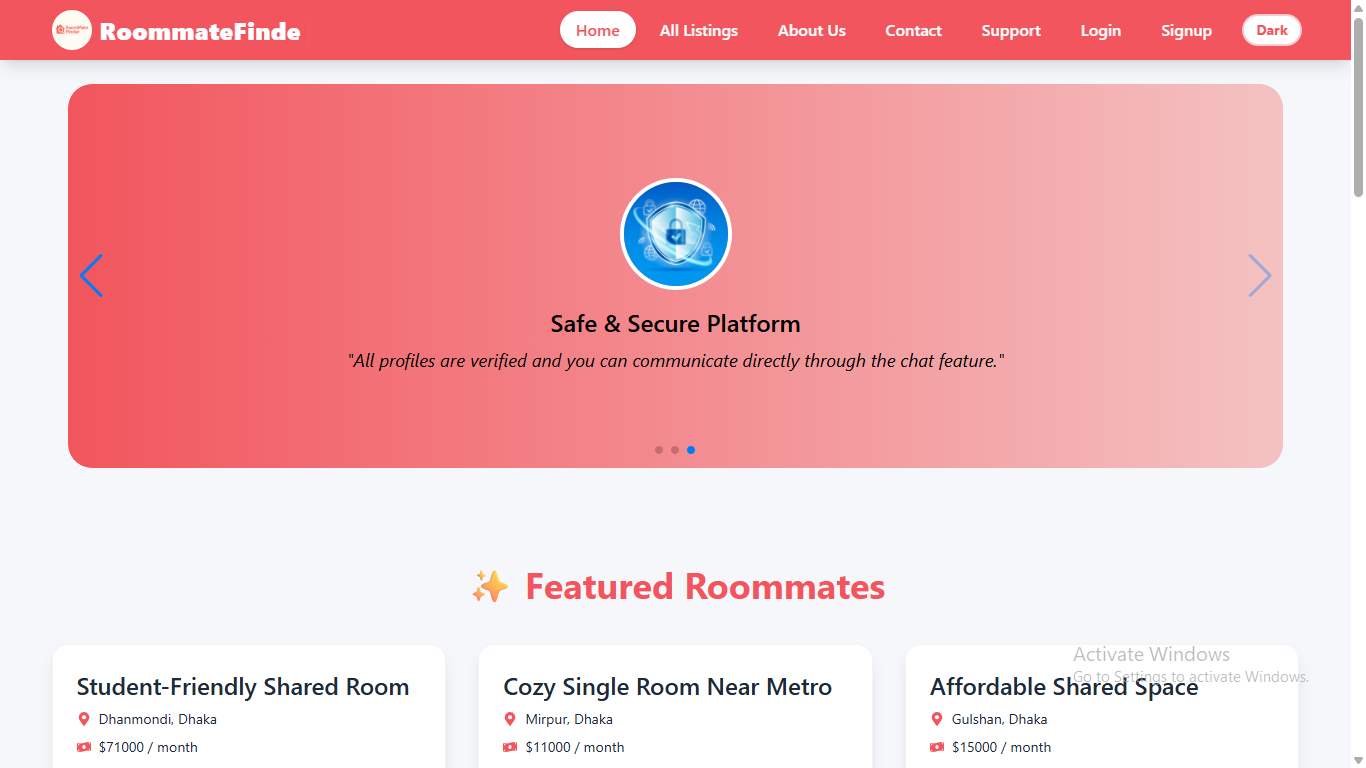 RoomMate
Finder
RoommateFinde
Home
All Listings
About Us
Contact
Support
Login
Signup
Dark
Safe & Secure Platform
"All profiles are verified and you can communicate directly through the chat feature."
✨ Featured Roommates
Student-Friendly Shared Room
Dhanmondi, Dhaka
$71000 / month
Cozy Single Room Near Metro
Mirpur, Dhaka
$11000 / month
Affordable Shared Space
Gulshan, Dhaka
$15000 / month
Activate Windows
Go to Settings to activate Windows.